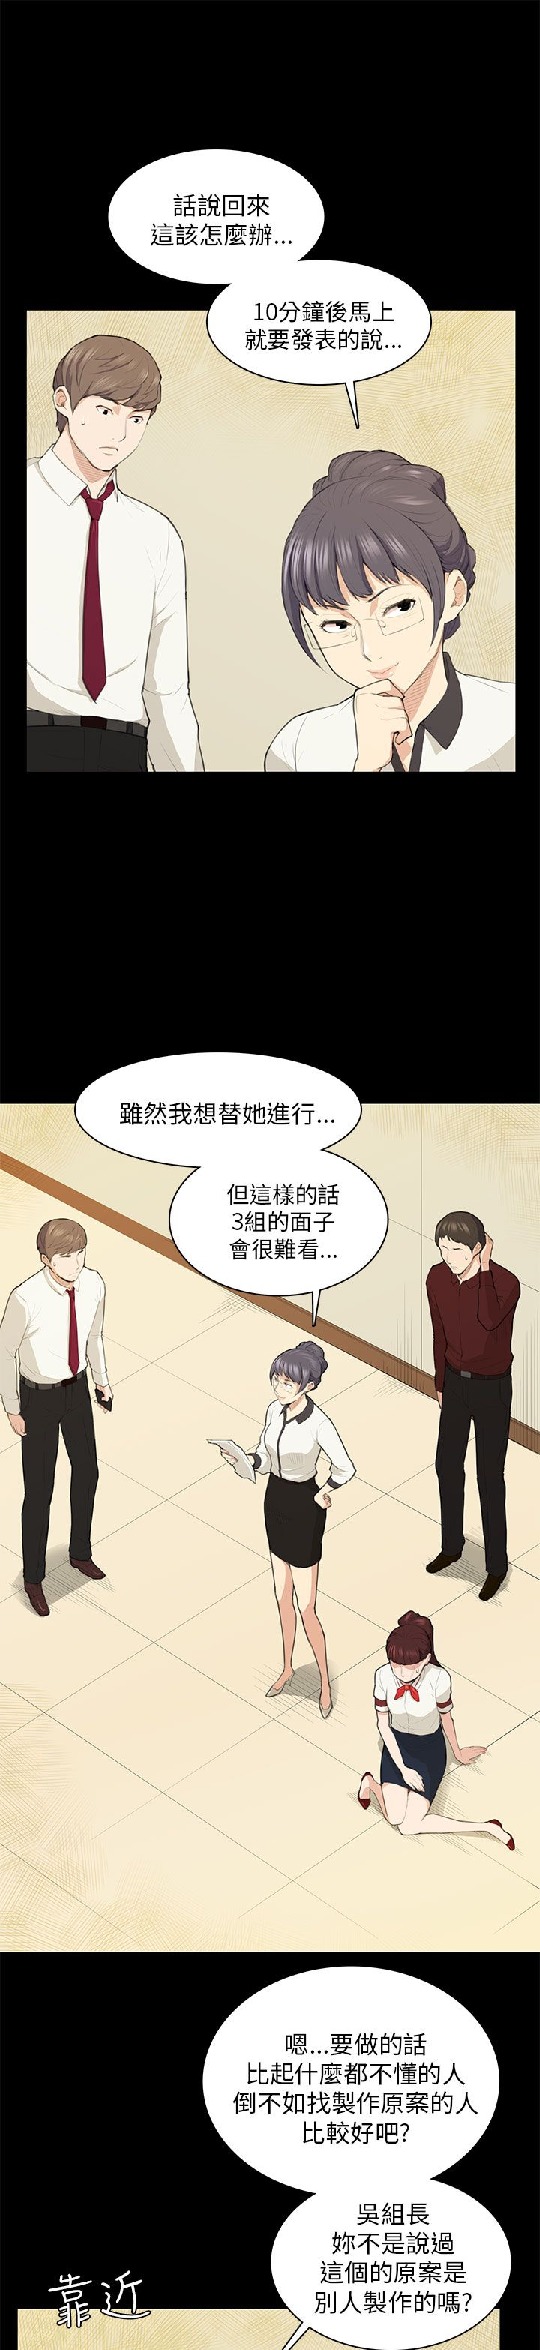 話說回來
這該怎麼辦...
10分鐘後馬上
就要發表的說...
雖然我想替她進行...
但這樣的話
3組的面子
會很難看...
嗯...要做的話
比起什麼都不懂的人
倒不如找製作原案的人
比較好吧?
吳組長
妳不是說過
這個的原案是
別人製作的嗎?
靠近